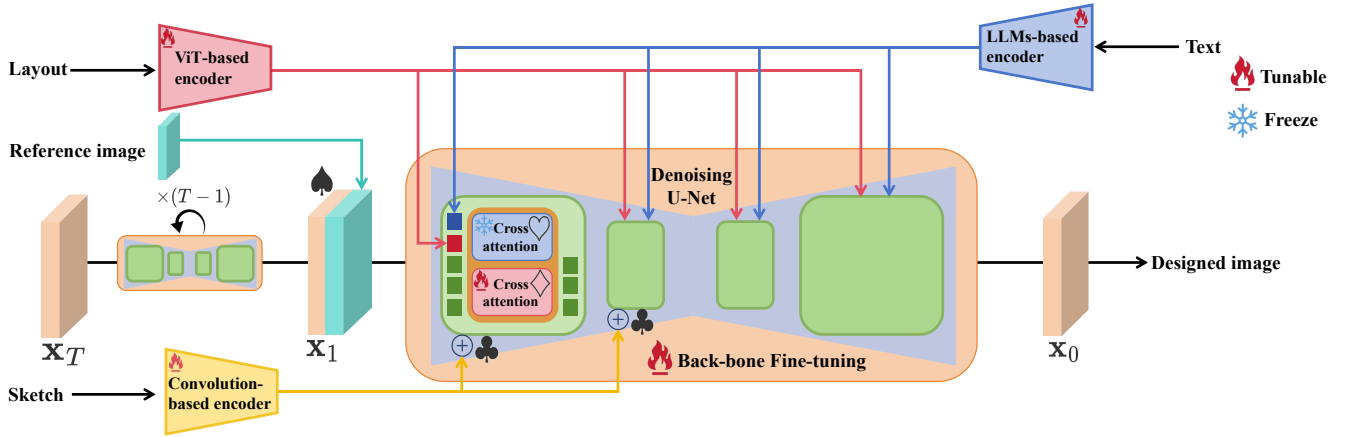 Layout
ViT-based
encoder
LLMs-based
encoder
Text
Tunable
Freeze
Reference image
×(T − 1)
Denoising
U-Net
Cross
attention
Cross
attention
Designed image
x_T
x_1
x_0
Back-bone Fine-tuning
Sketch
Convolution-
based encoder